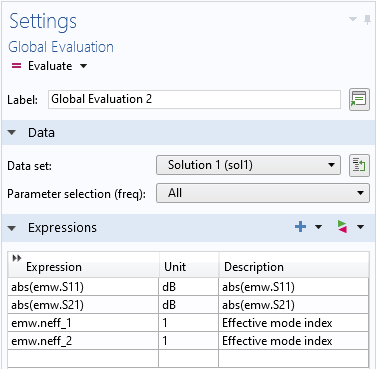 Settings
Global Evaluation
= Evaluate
Label: Global Evaluation 2
Data
Data set: Solution 1 (sol1)
Parameter selection (freq): All
Expressions
Expression Unit Description
abs(emw.S11) dB abs(emw.S11)
abs(emw.S21) dB abs(emw.S21)
emw.neff_1 1 Effective mode index
emw.neff_2 1 Effective mode index